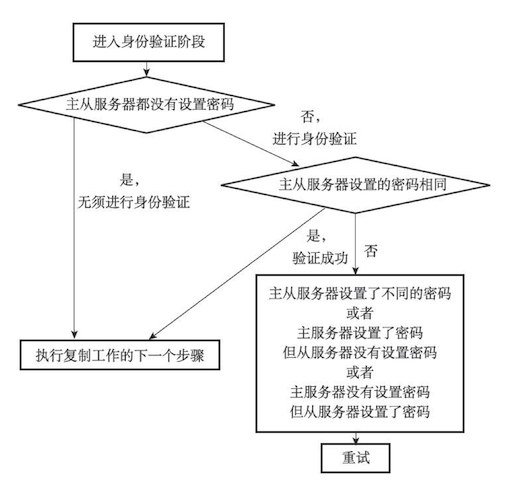 进入身份验证阶段
主从服务器都没有设置密码
否，
进行身份验证
是，
无须进行身份验证
主从服务器设置的密码相同
是，
验证成功
否
主从服务器设置了不同的密码
或者
主服务器设置了密码
但从服务器没有设置密码
或者
主服务器没有设置密码
但从服务器设置了密码
执行复制工作的下一个步骤
重试